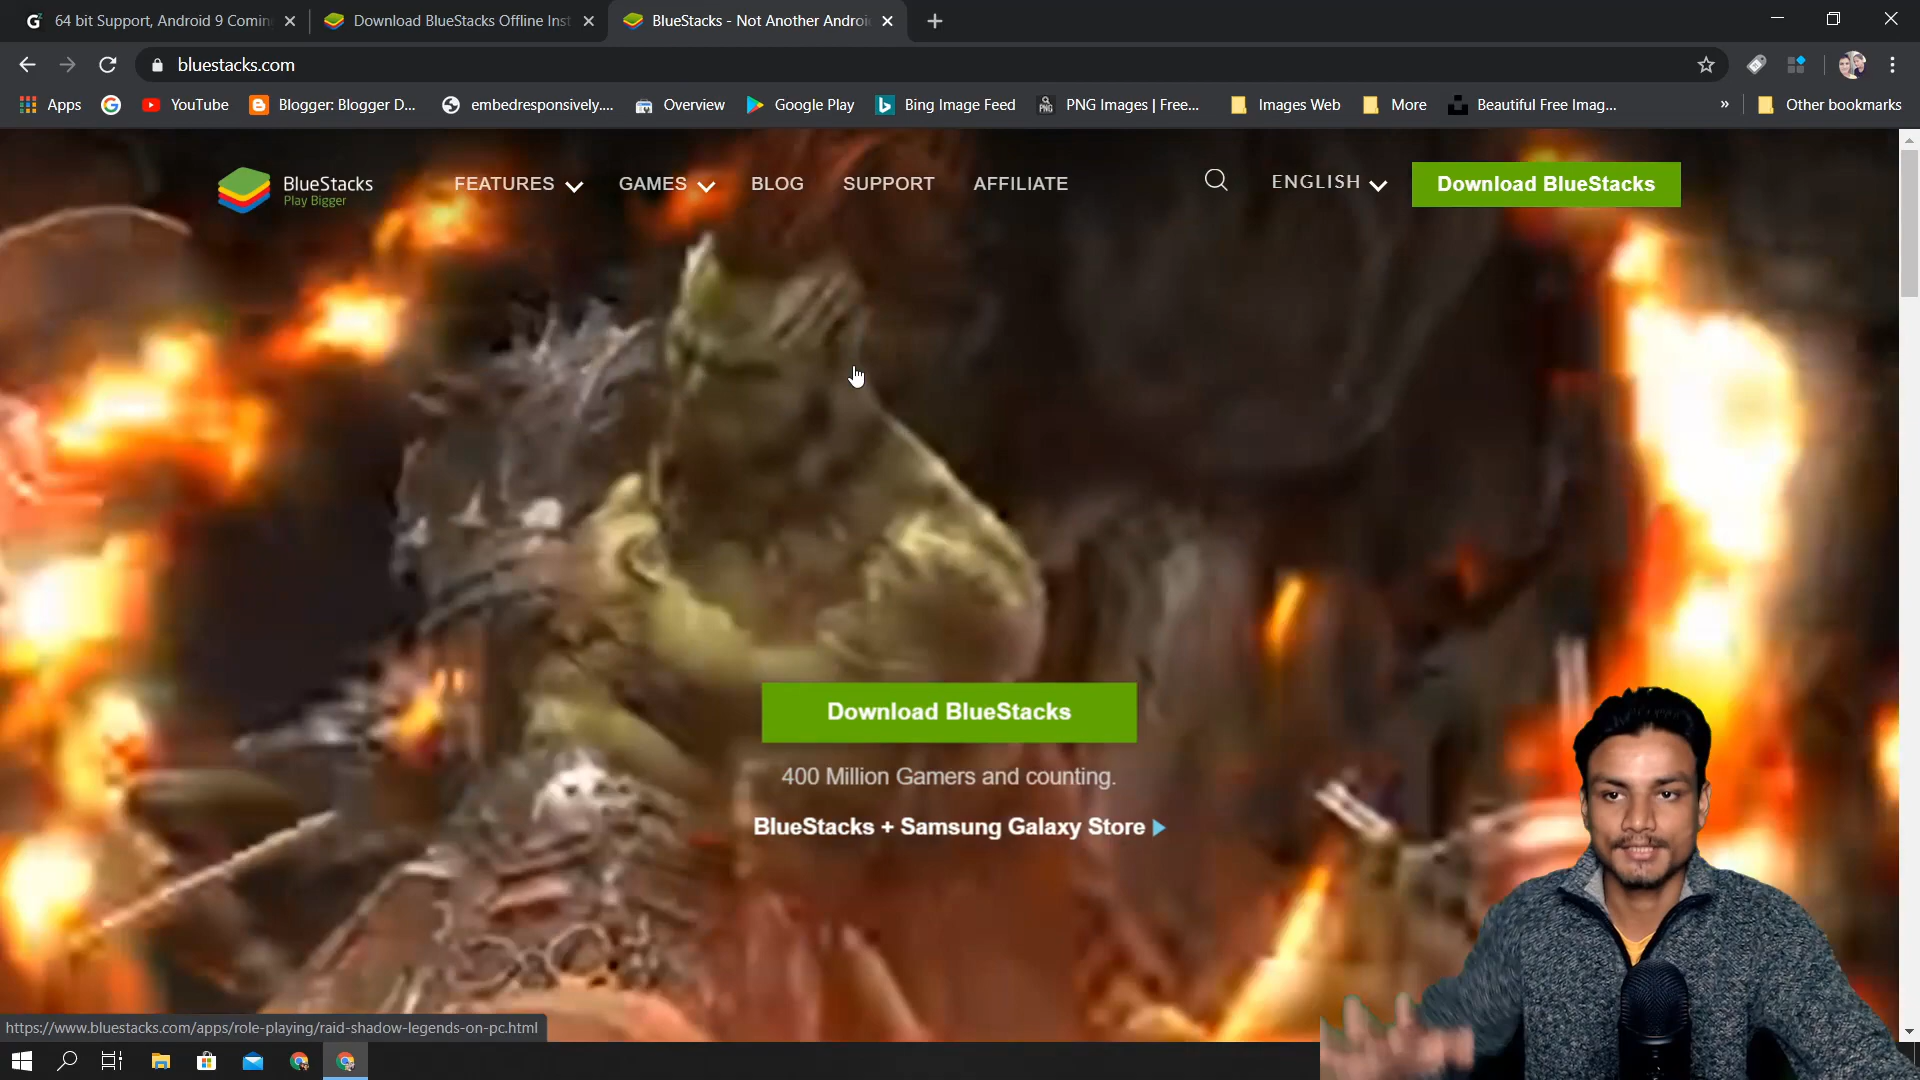 64 bit Support, Android 9 Comin
Download BlueStacks Offline Inst
BlueStacks - Not Another Androi
bluestacks.com
Apps
YouTube
Blogger: Blogger D...
embedresponsively....
Overview
Google Play
Bing Image Feed
PNG Images | Free...
Images Web
More
Beautiful Free Imag...
»
Other bookmarks
BlueStacks
Play Bigger
FEATURES
GAMES
BLOG
SUPPORT
AFFILIATE
ENGLISH
Download BlueStacks
Download BlueStacks
400 Million Gamers and counting.
BlueStacks + Samsung Galaxy Store
https://www.bluestacks.com/apps/role-playing/raid-shadow-legends-on-pc.html